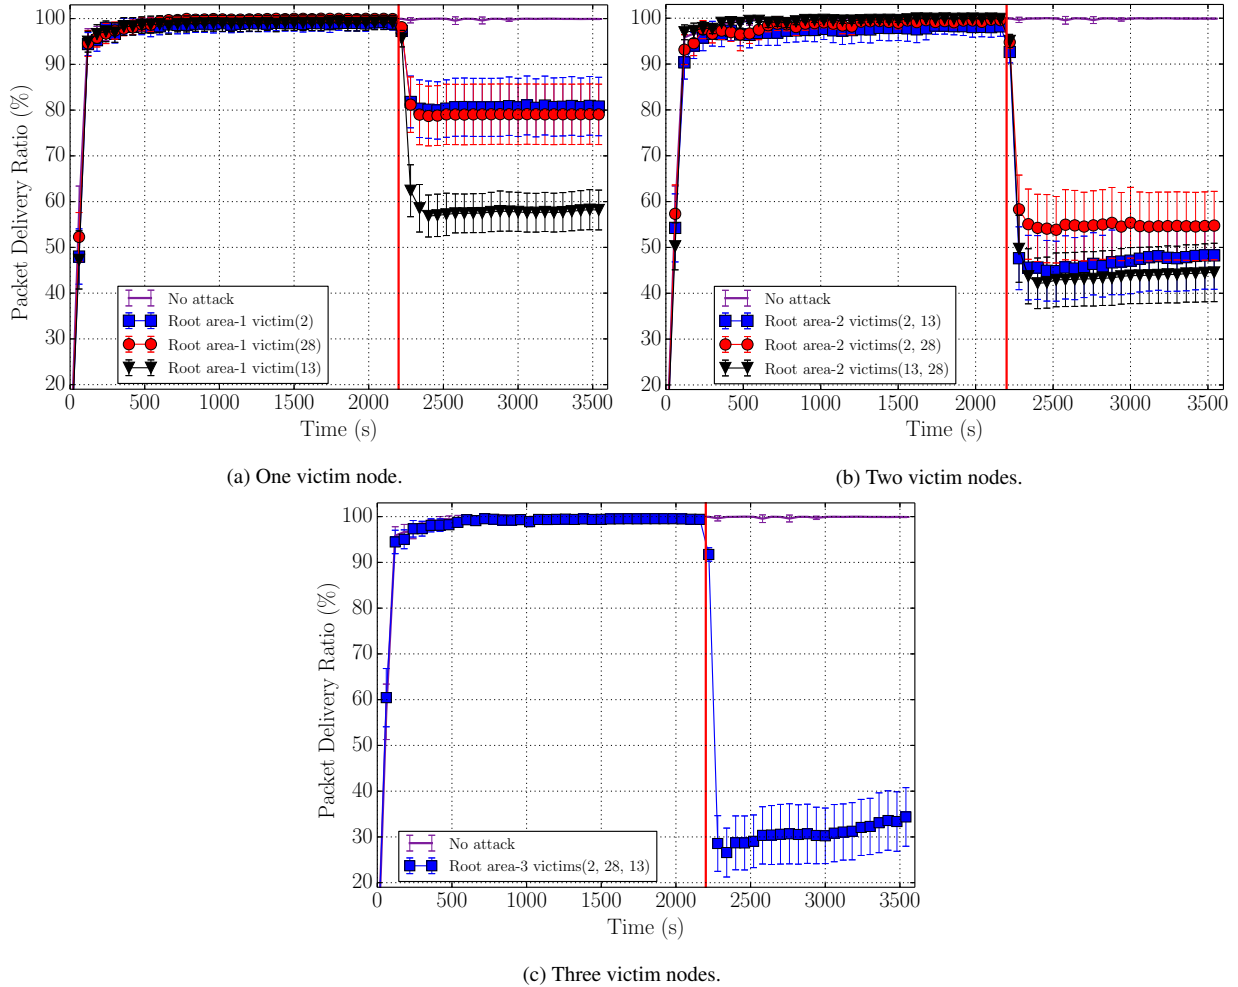 100
90
80
70
60
50
40
30
20
Packet Delivery Ratio (%)
No attack
Root area-1 victim(2)
Root area-1 victim(28)
Root area-1 victim(13)
0 500 1000 1500 2000 2500 3000 3500
Time (s)
(a) One victim node.
100
90
80
70
60
50
40
30
20
No attack
Root area-2 victims(2, 13)
Root area-2 victims(2, 28)
Root area-2 victims(13, 28)
0 500 1000 1500 2000 2500 3000 3500
Time (s)
(b) Two victim nodes.
100
90
80
70
60
50
40
30
20
Packet Delivery Ratio (%)
No attack
Root area-3 victims(2, 28, 13)
0 500 1000 1500 2000 2500 3000 3500
Time (s)
(c) Three victim nodes.